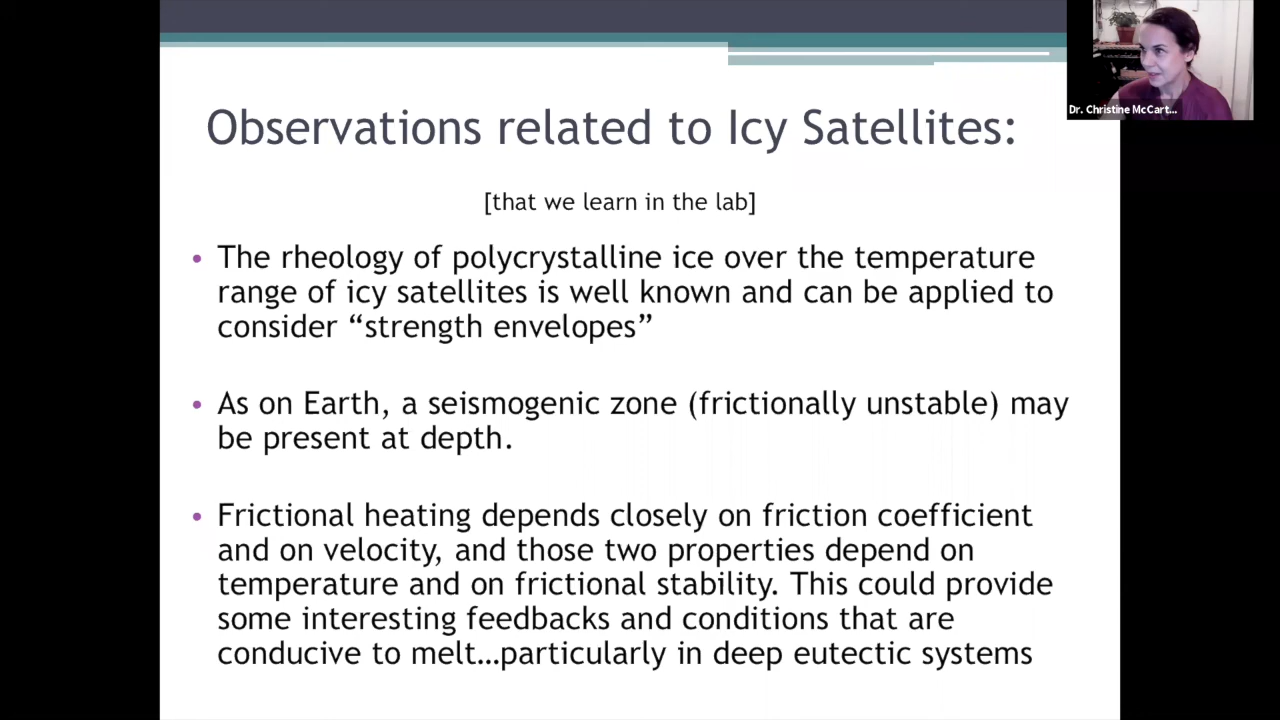 Dr. Christine McCart...
Observations related to Icy Satellites:
[that we learn in the lab]
• The rheology of polycrystalline ice over the temperature
range of icy satellites is well known and can be applied to
consider “strength envelopes”
• As on Earth, a seismogenic zone (frictionally unstable) may
be present at depth.
• Frictional heating depends closely on friction coefficient
and on velocity, and those two properties depend on
temperature and on frictional stability. This could provide
some interesting feedbacks and conditions that are
conducive to melt…particularly in deep eutectic systems